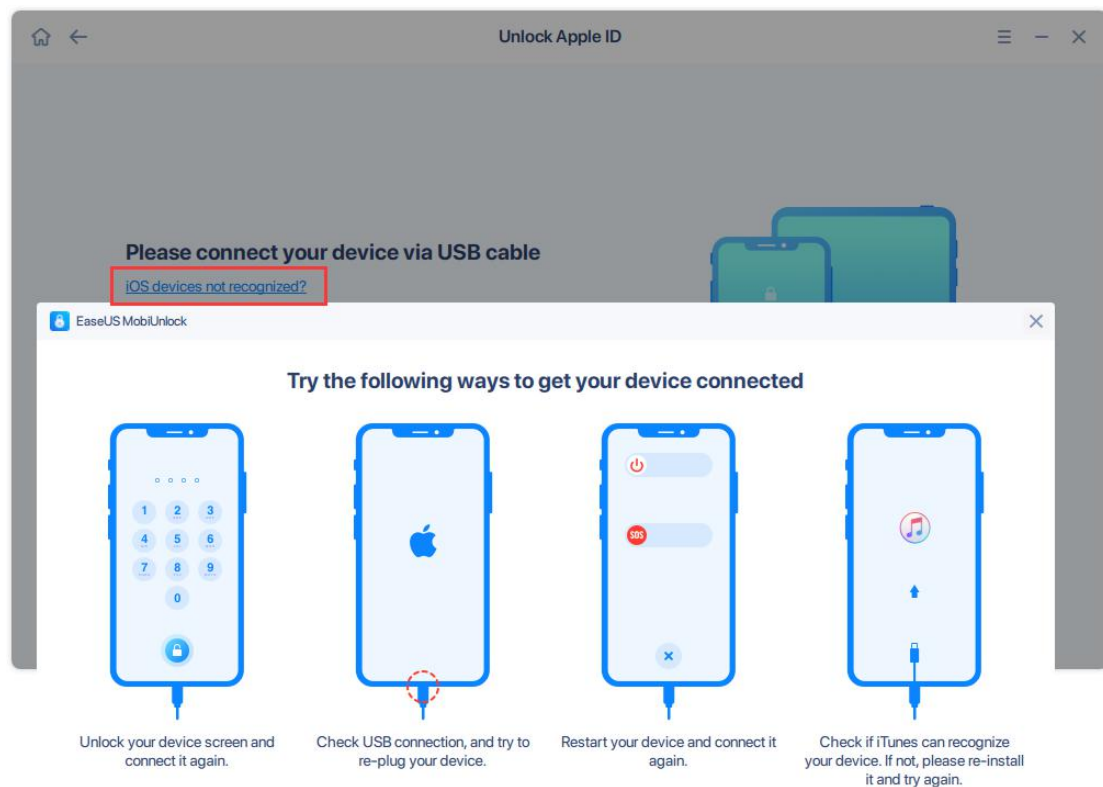 Unlock Apple ID
Please connect your device via USB cable
iOS devices not recognized?
EaseUS MobiUnlock
Try the following ways to get your device connected
1 2 3
4 5 6
7 8 9
0
SOS
Unlock your device screen and
connect it again.
Check USB connection, and try to
re-plug your device.
Restart your device and connect it
again.
Check if iTunes can recognize
your device. If not, please re-install
it and try again.